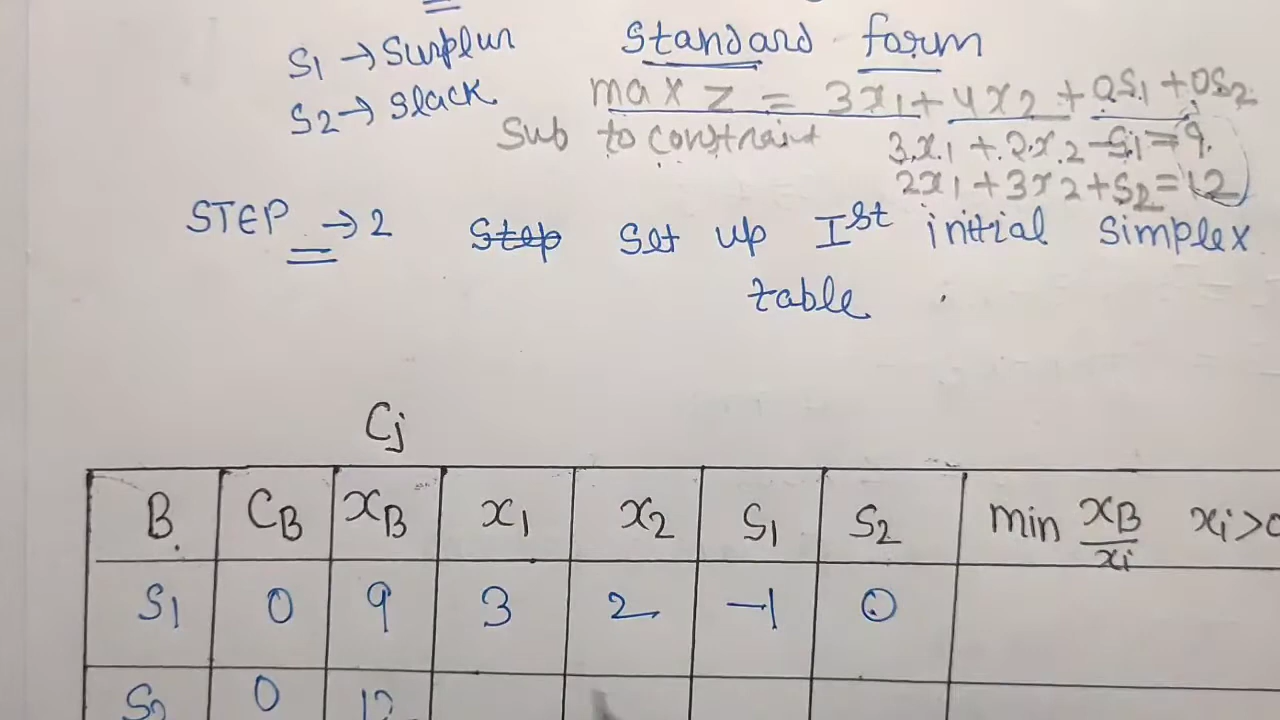 S1 → Surplun Standard form
S2 → Slack max Z = 3x1 + 4x2 + 0S1 + 0S2
Sub to constraint 3x1 + 2x2 - S1 = 9
2x1 + 3x2 + S2 = 12
STEP → 2 Step Set up Ist initial simplex
table
Cj
B CB XB x1 x2 S1 S2 min XB/xi xi>0
S1 0 9 3 2 -1 0
S2 0 12